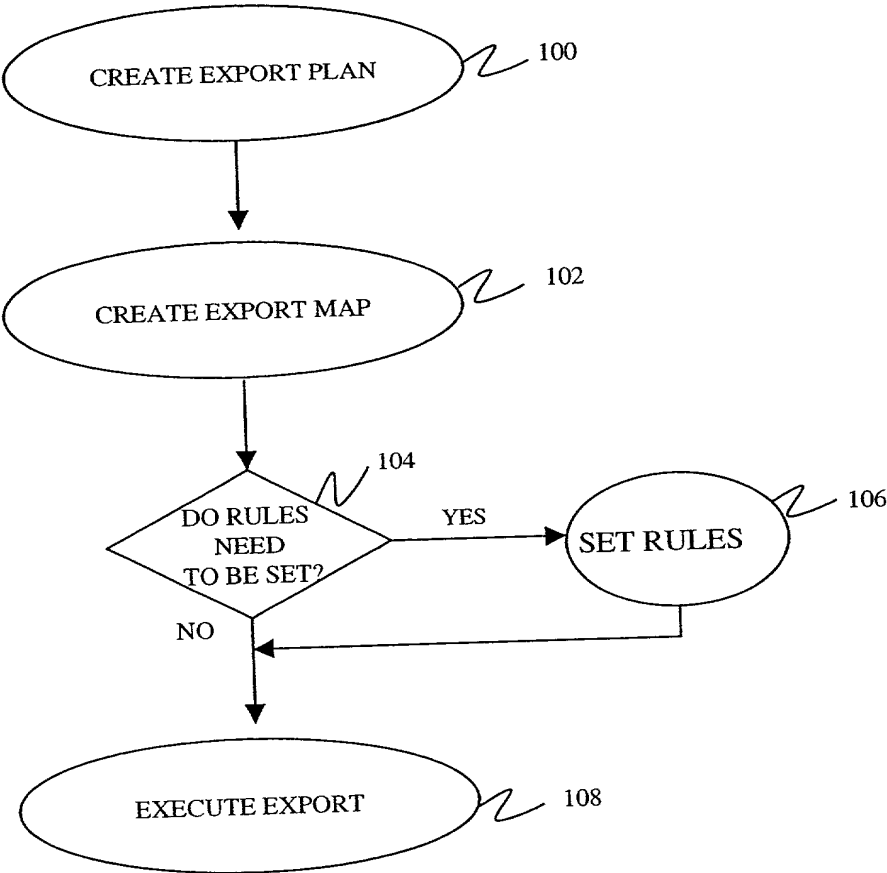 CREATE EXPORT PLAN
100
CREATE EXPORT MAP
102
104
DO RULES
NEED
TO BE SET?
YES
SET RULES
106
NO
EXECUTE EXPORT
108